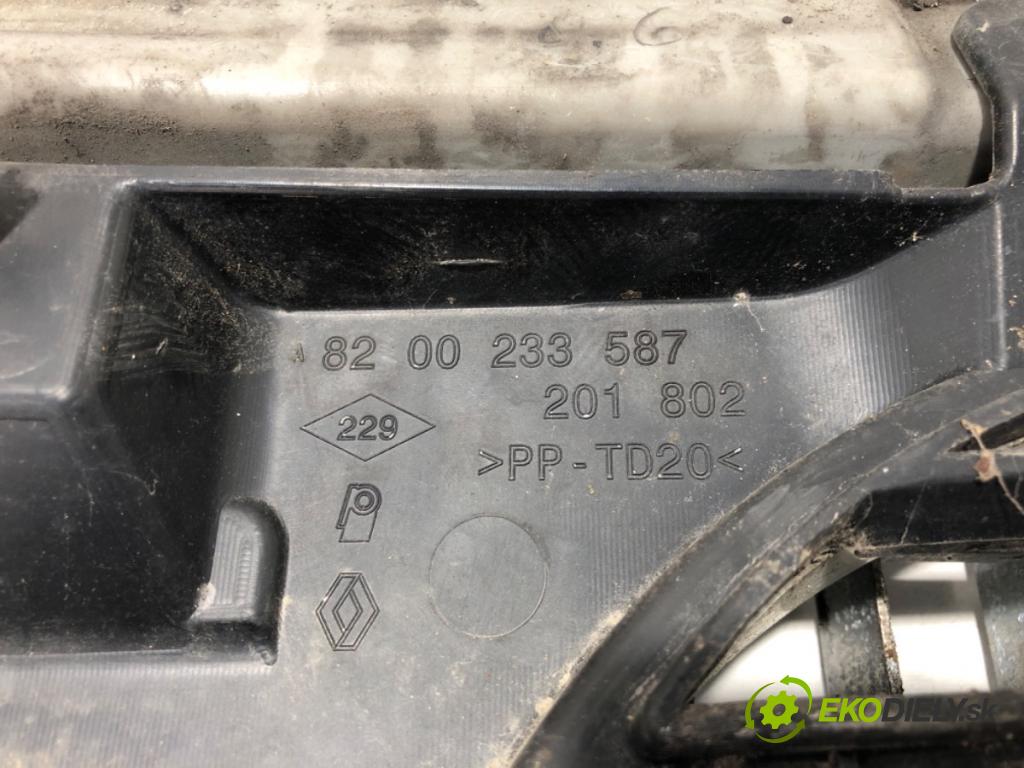 A 82 00 233 587
201 802
229
>PP-TD20<
EKODIELY.sk